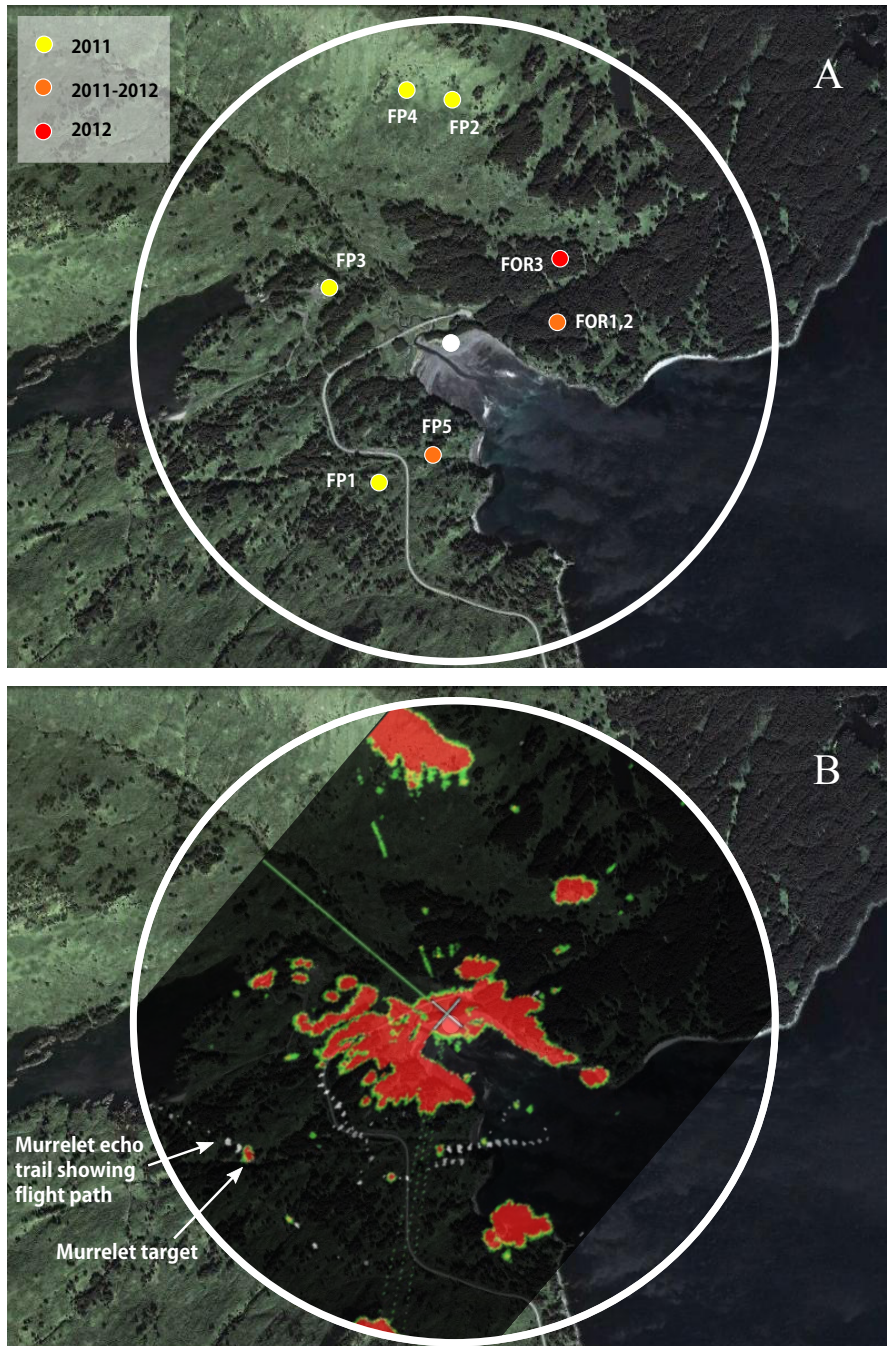 2011
2011-2012
2012
A
FP4
FP2
FOR3
FP3
FOR1,2
FP5
FP1
B
Murrelet echo
trail showing
flight path
Murrelet target